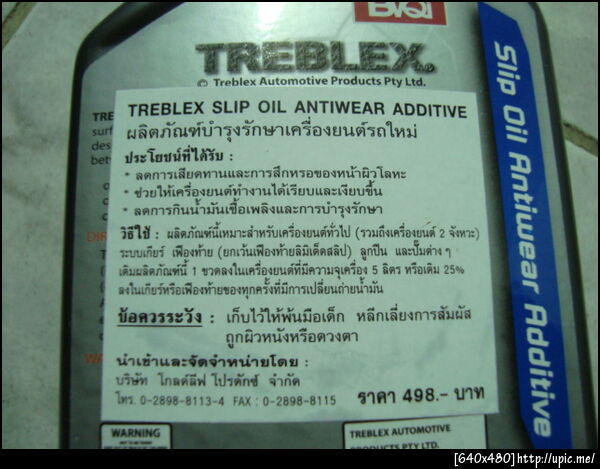 BVQI
TREBLEX®
© Treblex Automotive Products Pty Ltd.
Slip Oil Antiwear Additive
TREBLEX SLIP OIL ANTIWEAR ADDITIVE
ผลิตภัณฑ์บำรุงรักษาเครื่องยนต์รถใหม่
ประโยชน์ที่ได้รับ :
* ลดการเสียดทานและการสึกหรอของหน้าผิวโลหะ
* ช่วยให้เครื่องยนต์ทำงานได้เรียบและเงียบขึ้น
* ลดการกินน้ำมันเชื้อเพลิงและการบำรุงรักษา
วิธีใช้ : ผลิตภัณฑ์นี้เหมาะสำหรับเครื่องยนต์ทั่วไป (รวมถึงเครื่องยนต์ 2 จังหวะ)
ระบบเกียร์ เฟืองท้าย (ยกเว้นเฟืองท้ายลิมิเต็ดสลิป) ลูกปืน และปั๊มต่าง ๆ
เติมผลิตภัณฑ์นี้ 1 ขวดลงในเครื่องยนต์ที่มีความจุเครื่อง 5 ลิตร หรือเติม 25%
ลงในเกียร์หรือเฟืองท้ายของทุกครั้งที่มีการเปลี่ยนถ่ายน้ำมัน
ข้อควรระวัง : เก็บไว้ให้พ้นมือเด็ก หลีกเลี่ยงการสัมผัส
ถูกผิวหนังหรือดวงตา
นำเข้าและจัดจำหน่ายโดย :
บริษัท โกลด์ลีฟ โปรดักซ์ จำกัด
โทร. 0-2898-8113-4 FAX : 0-2898-8115 ราคา 498.- บาท
WARNING
NOT TO BE TAKEN
TREBLEX AUTOMOTIVE
PRODUCTS PTY LTD.
[640x480]http://upic.me/